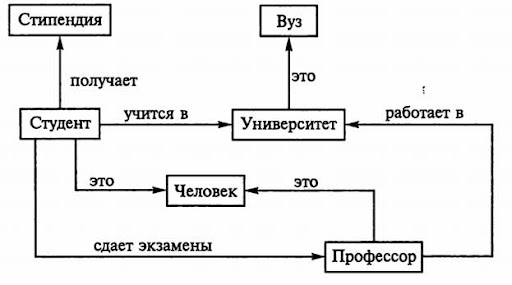 Стипендия
Вуз
получает
это
Студент
учится в
Университет
работает в
это
Человек
это
сдает экзамены
Профессор